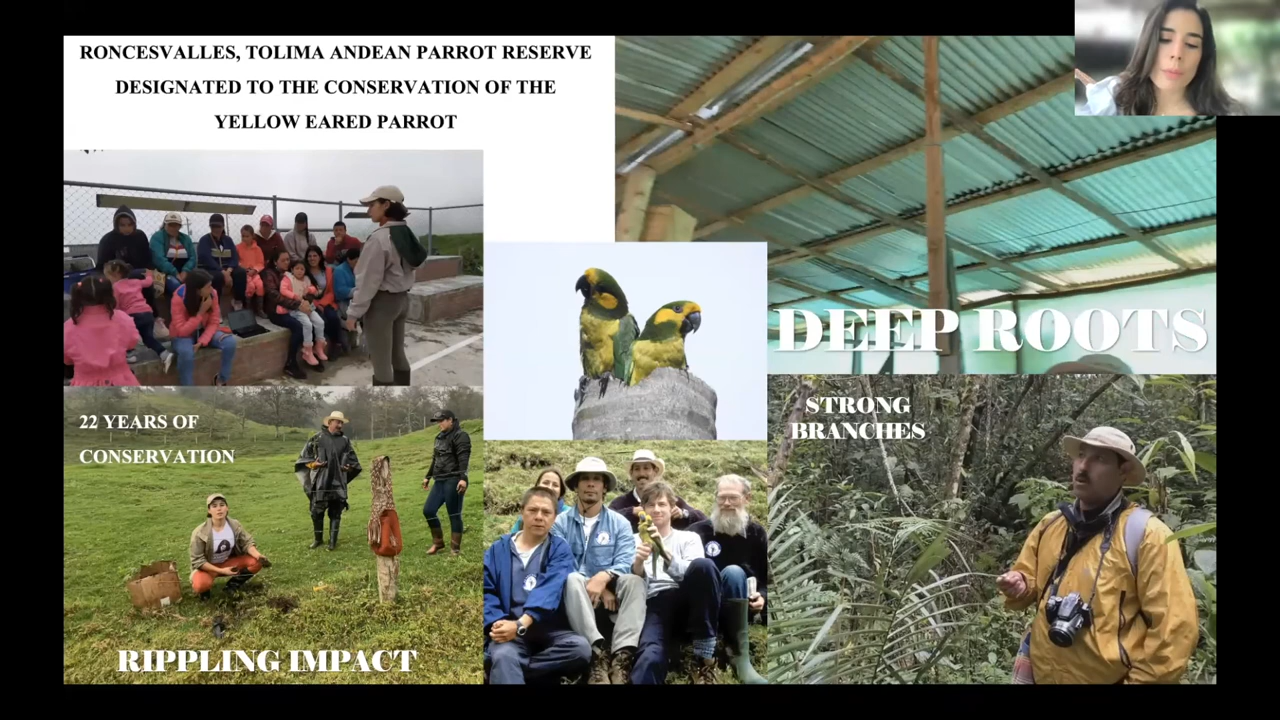 RONCESVALLES, TOLIMA ANDEAN PARROT RESERVE
DESIGNATED TO THE CONSERVATION OF THE
YELLOW EARED PARROT
DEEP ROOTS
STRONG
BRANCHES
22 YEARS OF
CONSERVATION
RIPPLING IMPACT